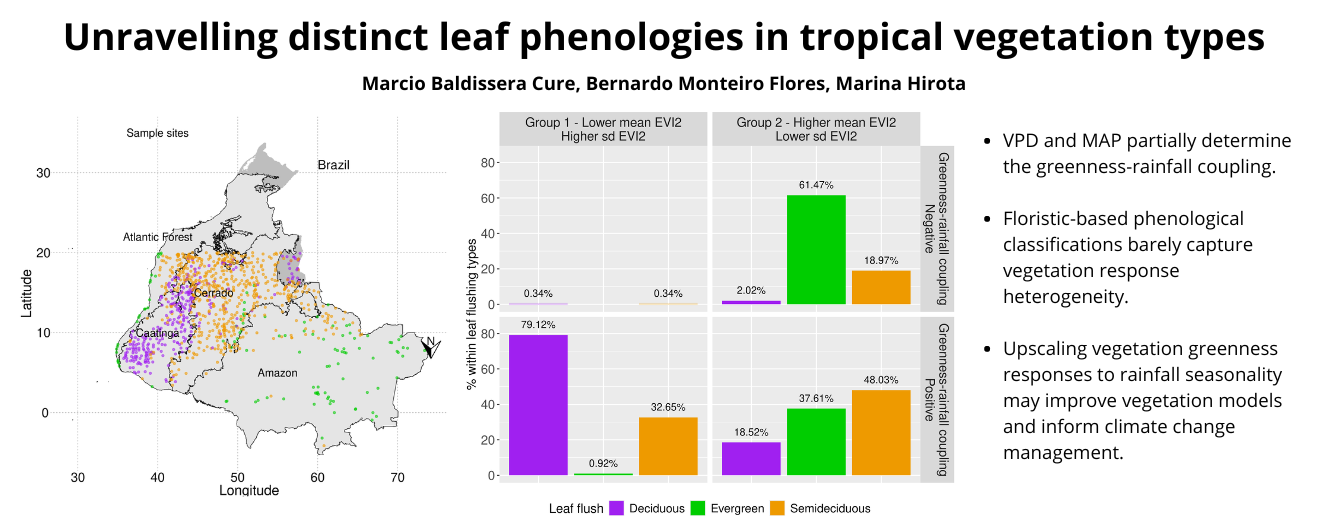 Unravelling distinct leaf phenologies in tropical vegetation types
Marcio Baldissera Cure, Bernardo Monteiro Flores, Marina Hirota
Sample sites
Brazil
Atlantic Forest
Cerrado
Caatinga
Amazon
N
Latitude
30
20
10
0
30
40
50
60
70
Longitude
Group 1 - Lower mean EVI2
Higher sd EVI2
Group 2 - Higher mean EVI2
Lower sd EVI2
% within leaf flushing types
80
60
40
20
0
0.34%
0.34%
2.02%
61.47%
18.97%
Greenness-rainfall coupling
Negative
80
60
40
20
0
79.12%
0.92%
32.65%
18.52%
37.61%
48.03%
Greenness-rainfall coupling
Positive
Leaf flush
Deciduous
Evergreen
Semideciduous
• VPD and MAP partially determine
the greenness-rainfall coupling.
• Floristic-based phenological
classifications barely capture
vegetation response
heterogeneity.
• Upscaling vegetation greenness
responses to rainfall seasonality
may improve vegetation models
and inform climate change
management.